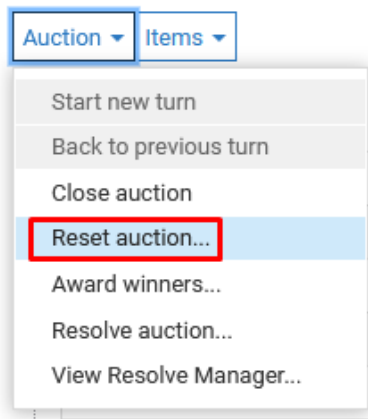 Auction Items
Start new turn
Back to previous turn
Close auction
Reset auction...
Award winners...
Resolve auction...
View Resolve Manager...